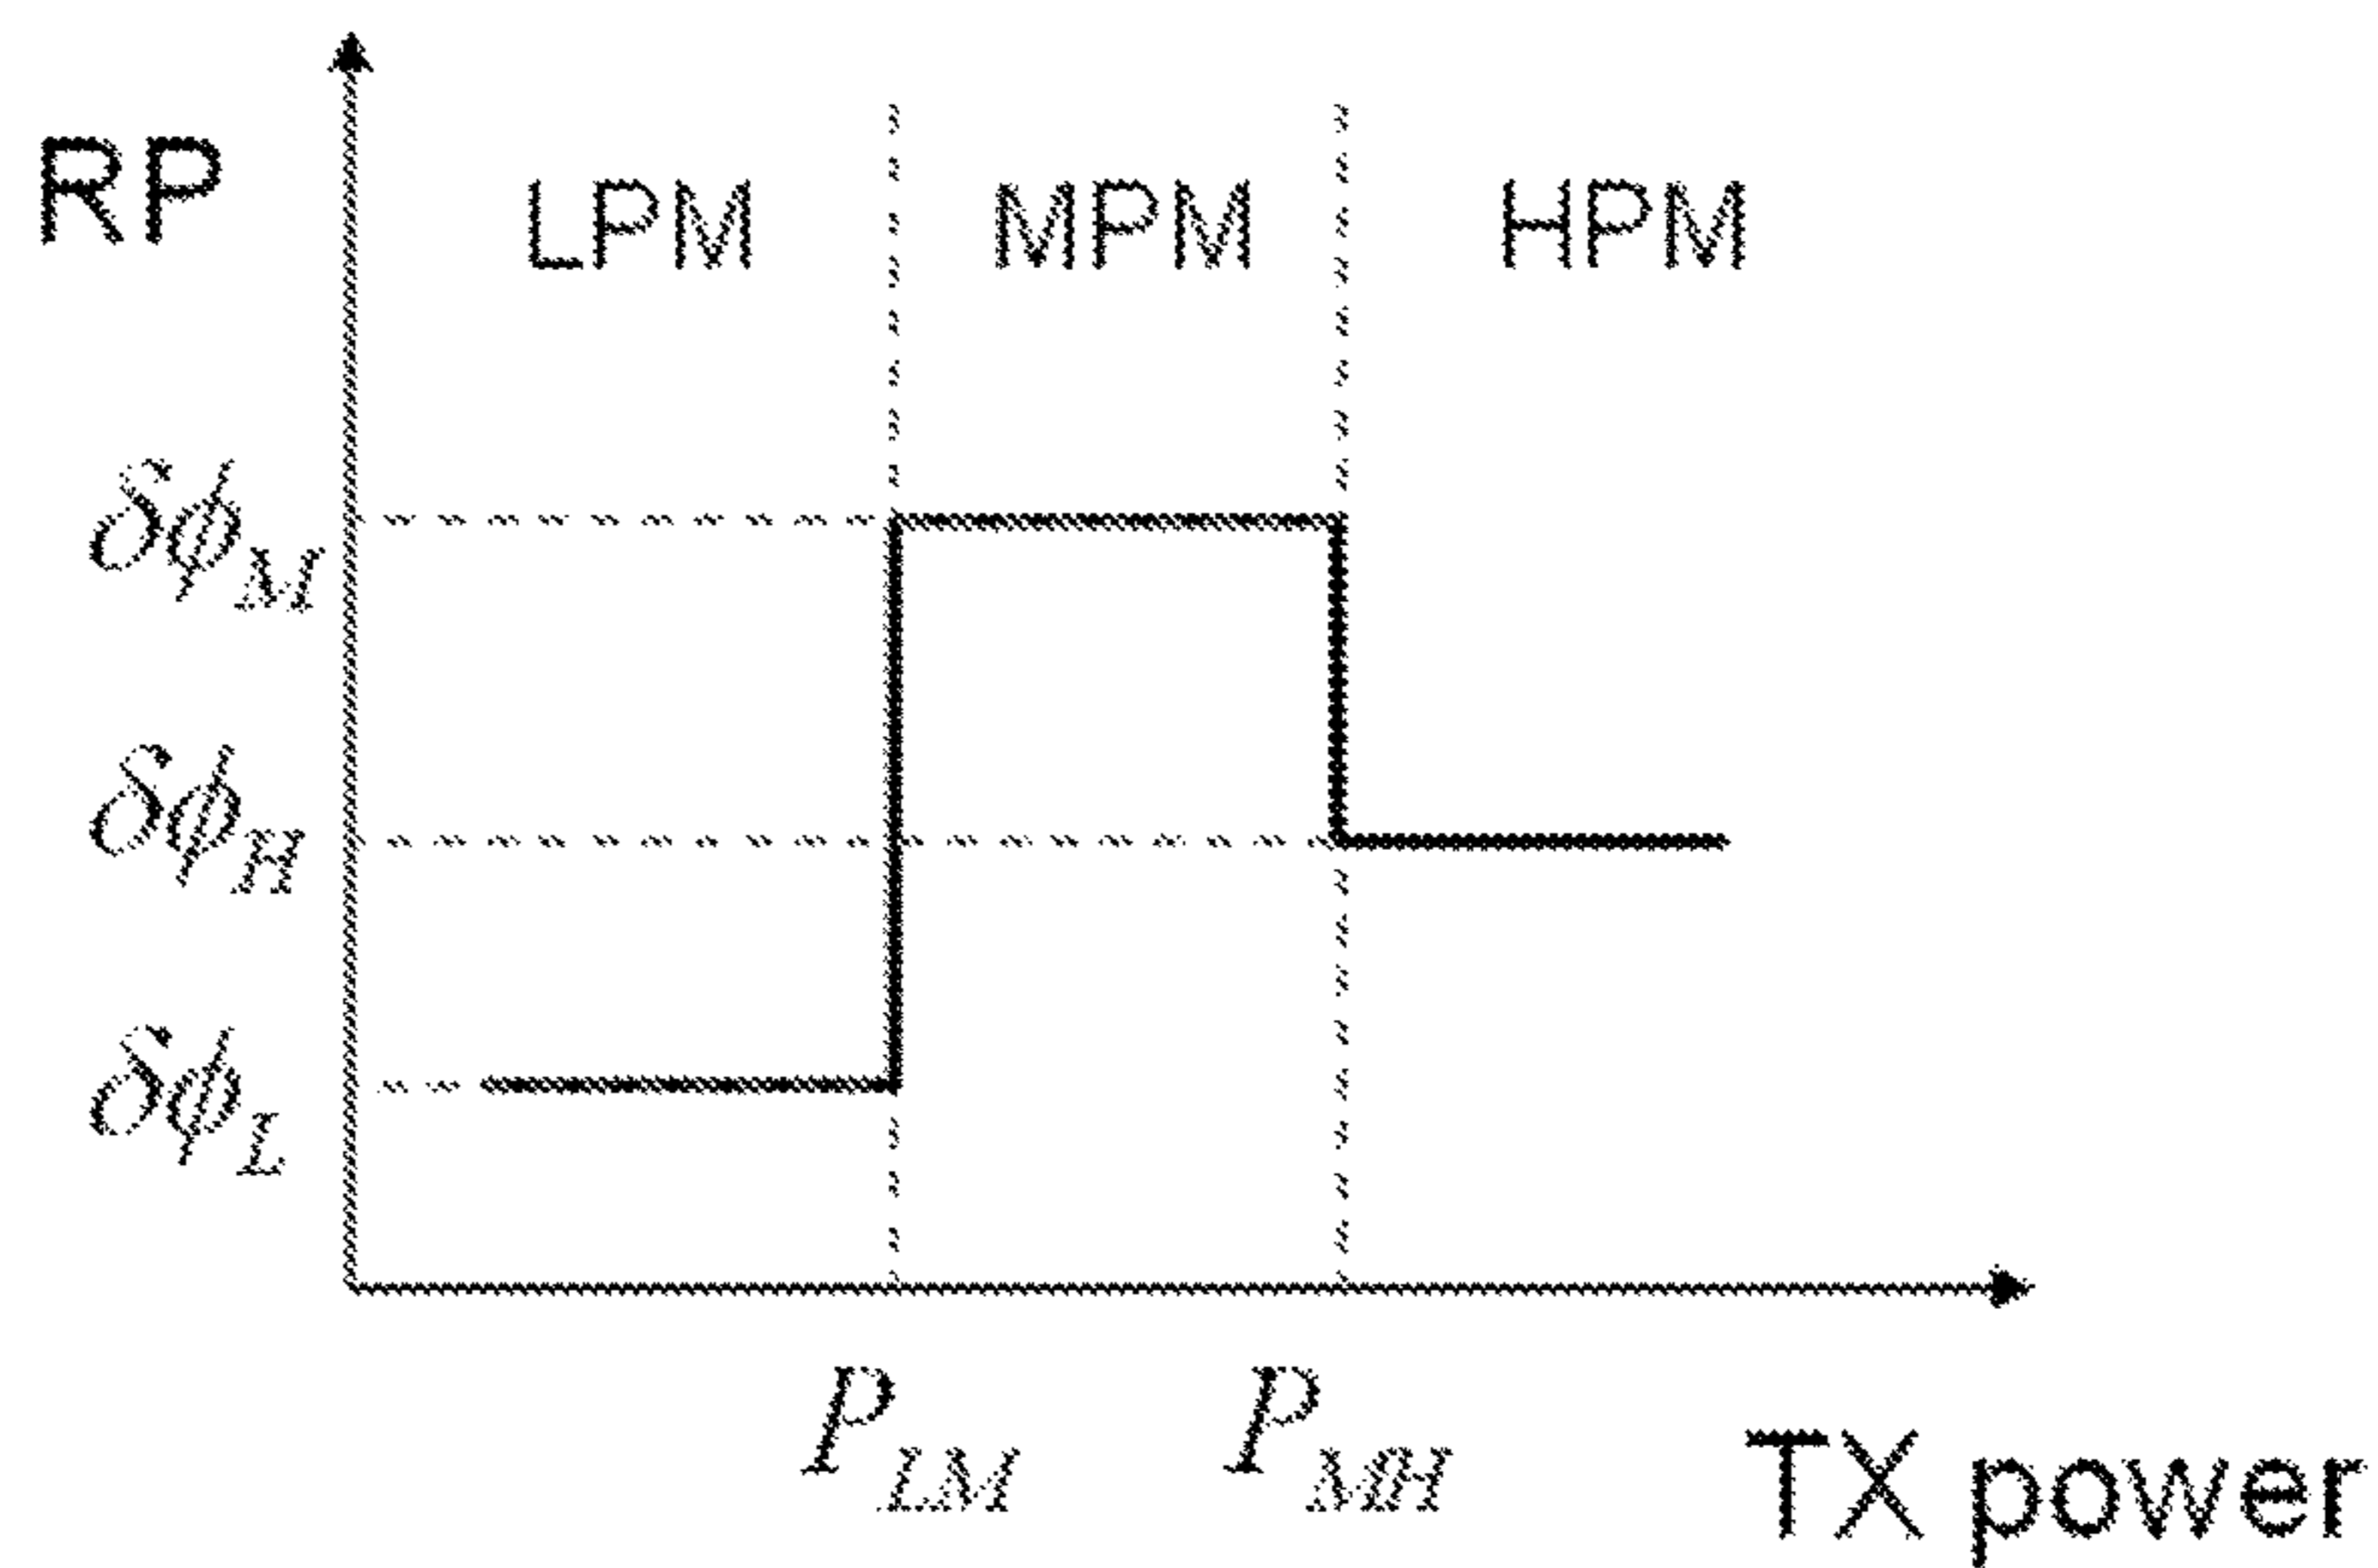 RP
LPM MPM HPM
δϕM
δϕH
δϕL
PLM PMH
TX power